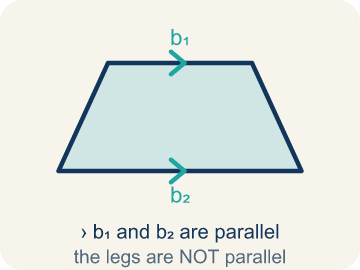 b₁
b₂
› b₁ and b₂ are parallel
the legs are NOT parallel